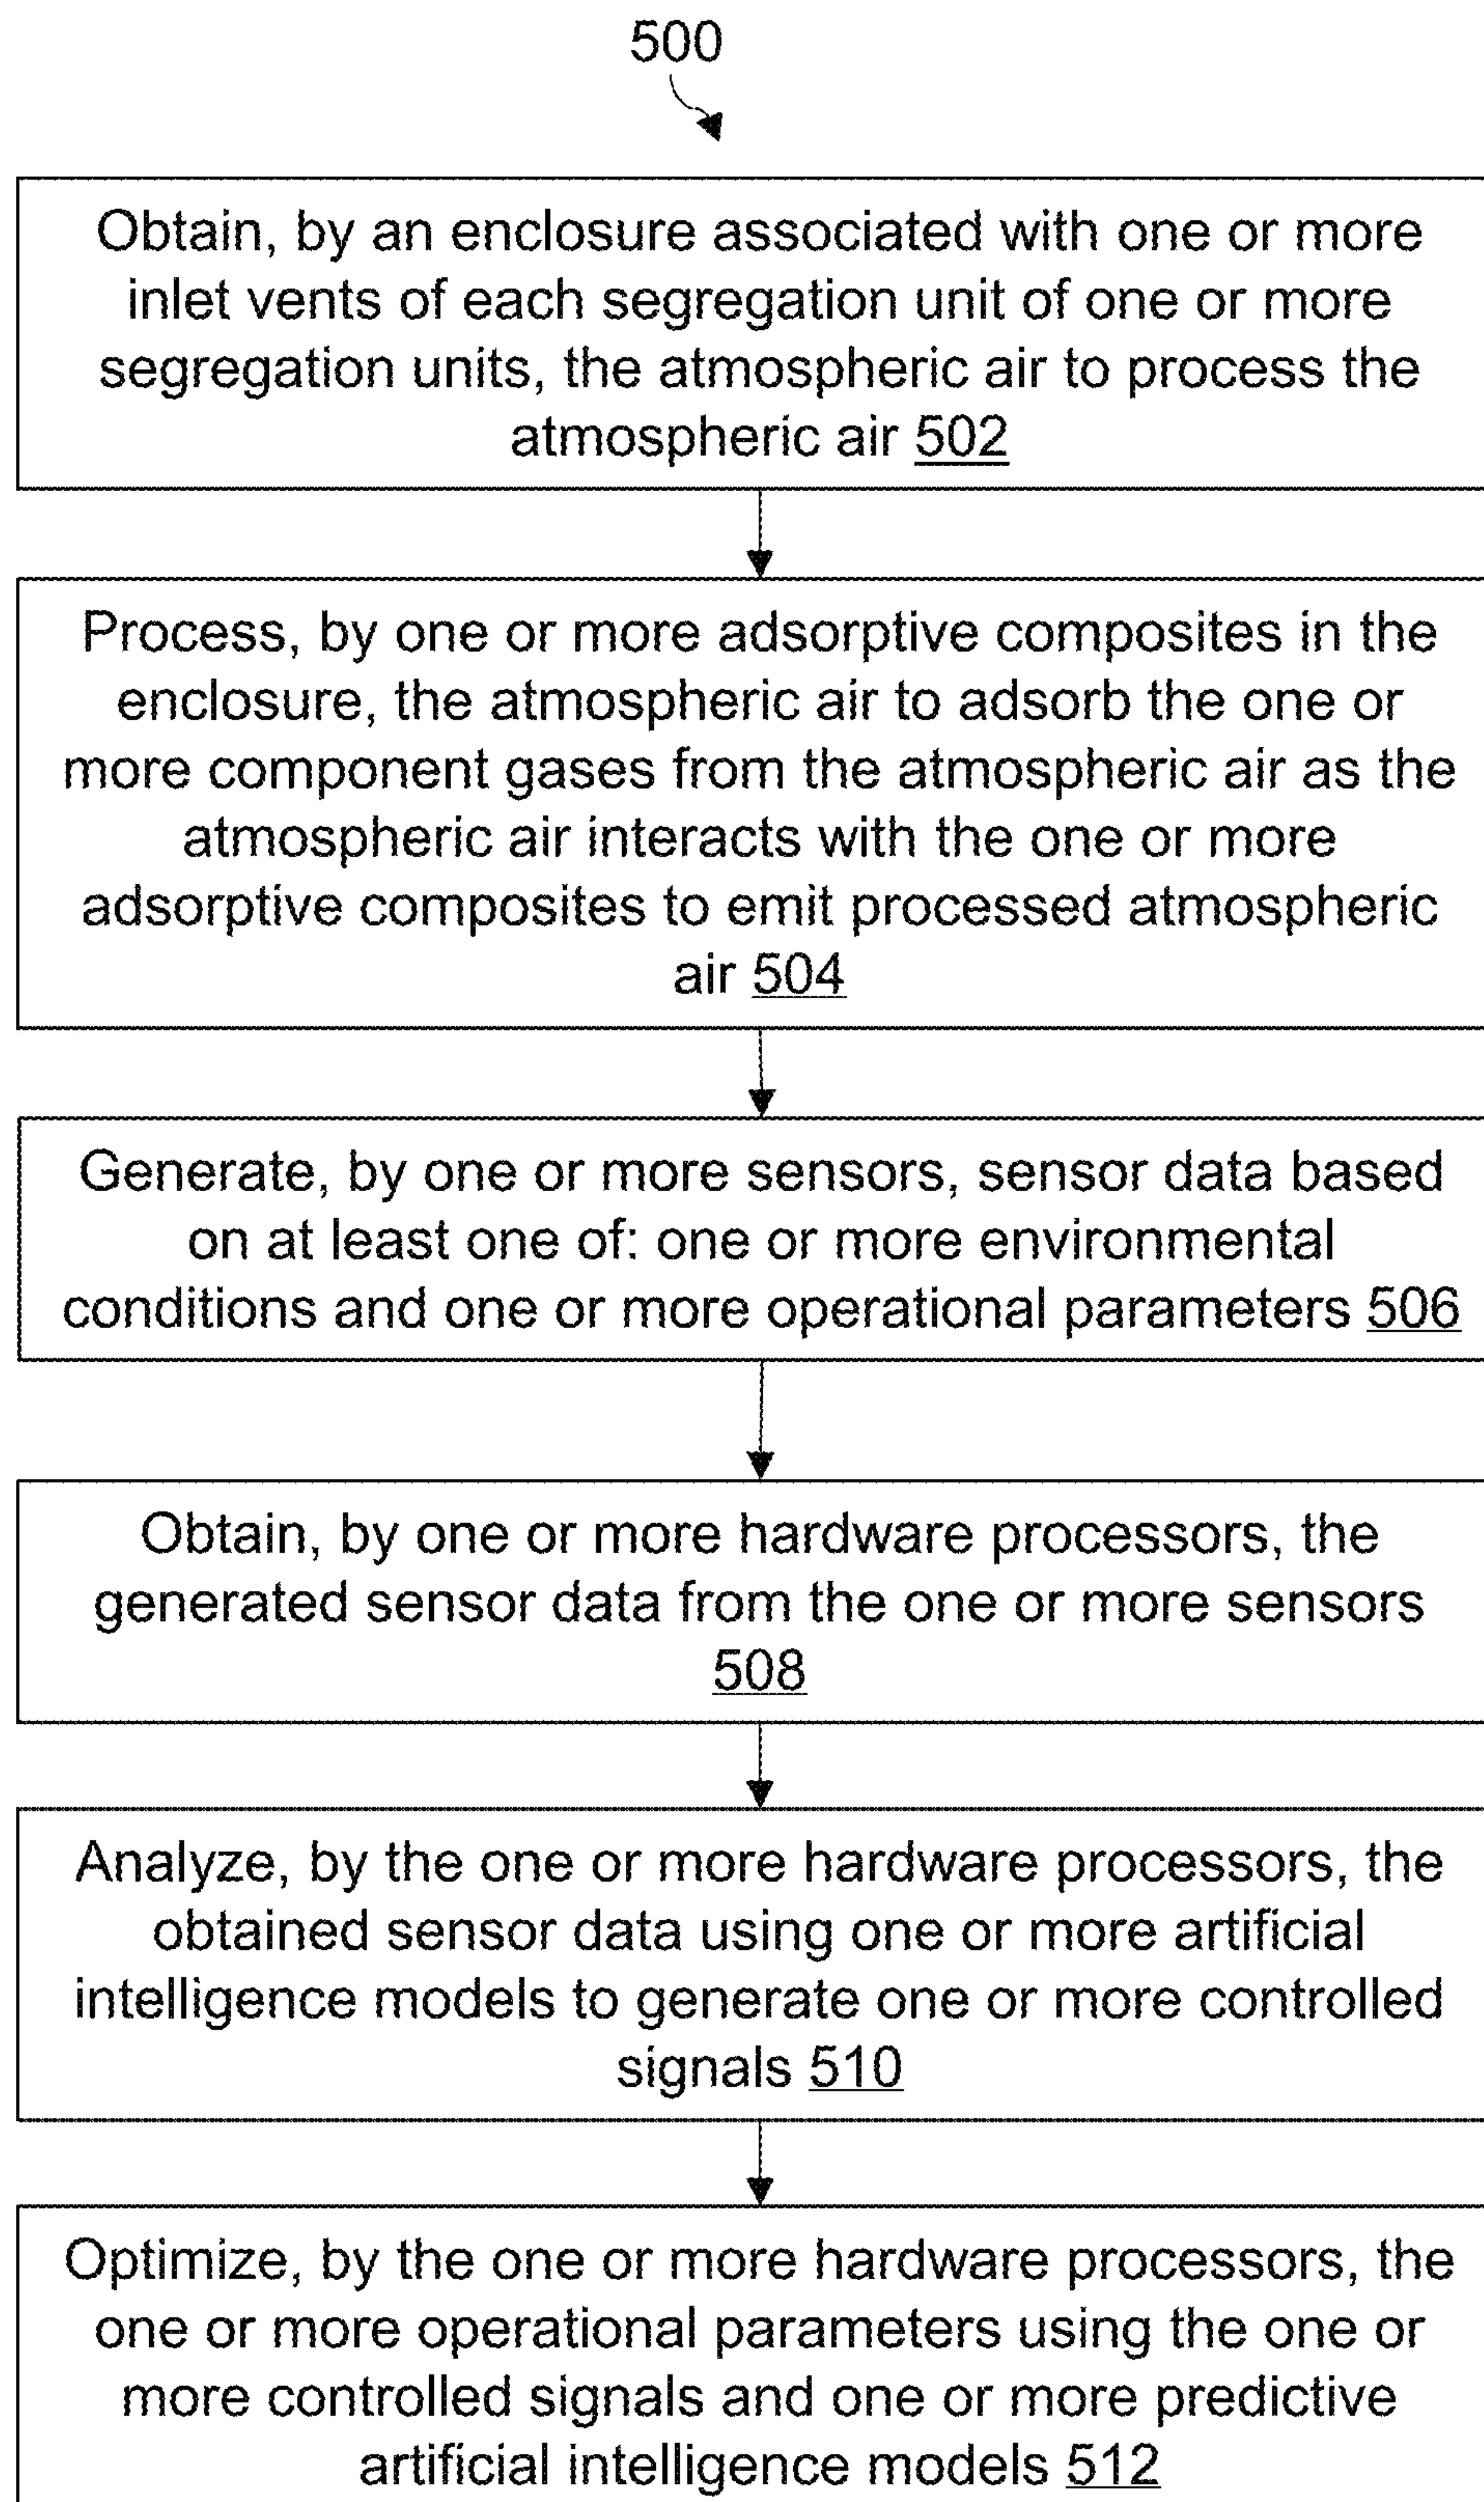 500
Obtain, by an enclosure associated with one or more
inlet vents of each segregation unit of one or more
segregation units, the atmospheric air to process the
atmospheric air 502
Process, by one or more adsorptive composites in the
enclosure, the atmospheric air to adsorb the one or
more component gases from the atmospheric air as the
atmospheric air interacts with the one or more
adsorptive composites to emit processed atmospheric
air 504
Generate, by one or more sensors, sensor data based
on at least one of: one or more environmental
conditions and one or more operational parameters 506
Obtain, by one or more hardware processors, the
generated sensor data from the one or more sensors
508
Analyze, by the one or more hardware processors, the
obtained sensor data using one or more artificial
intelligence models to generate one or more controlled
signals 510
Optimize, by the one or more hardware processors, the
one or more operational parameters using the one or
more controlled signals and one or more predictive
artificial intelligence models 512